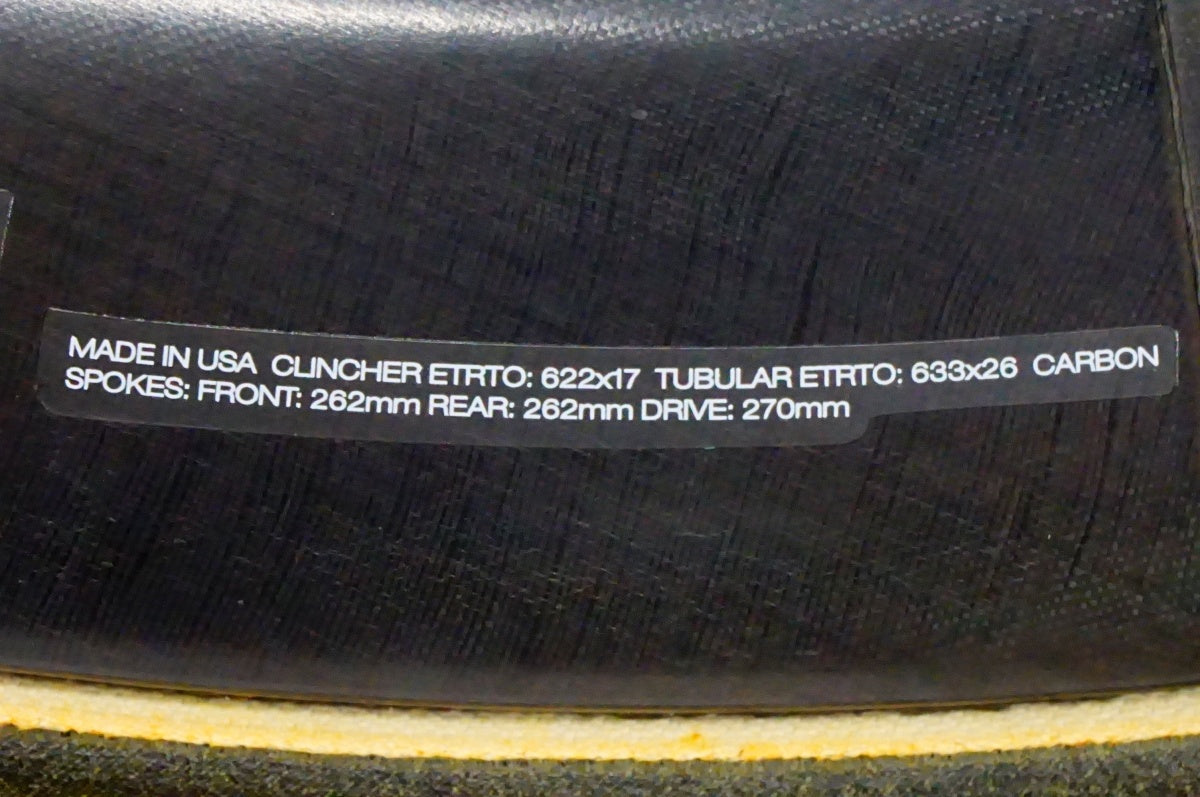 MADE IN USA CLINCHER ETRTO: 622x17 TUBULAR ETRTO: 633x26 CARBON
SPOKES: FRONT: 262mm REAR: 262mm DRIVE: 270mm